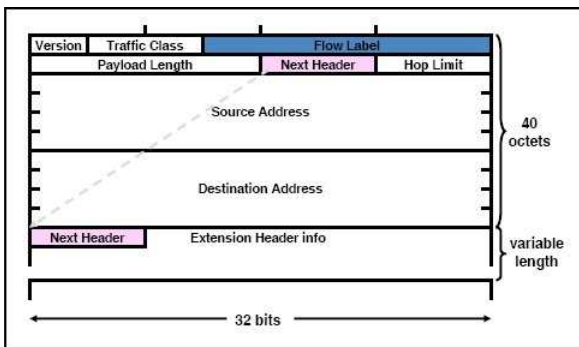 Version Traffic Class Flow Label
Payload Length Next Header Hop Limit
Source Address
40
octets
Destination Address
Next Header Extension Header info
variable
length
32 bits